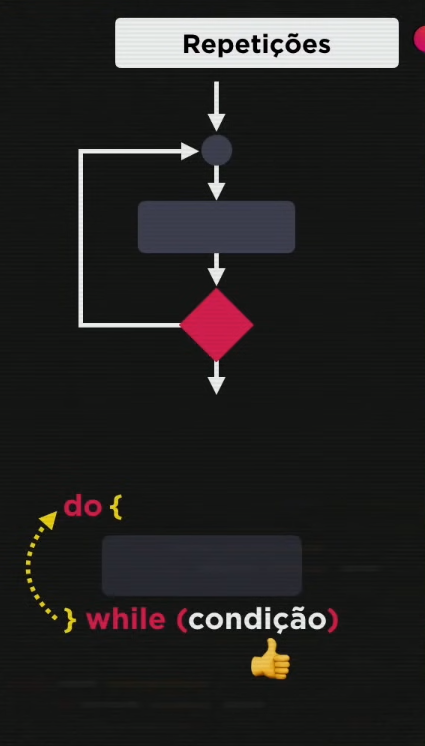 Repetições
do {
} while (condição)